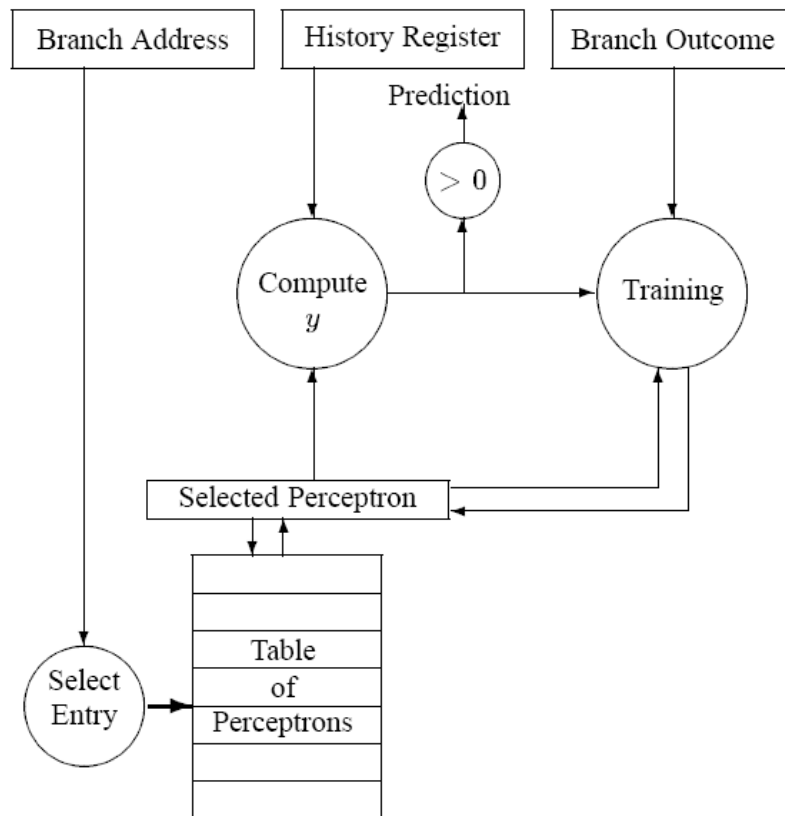 Branch Address
History Register
Branch Outcome
Prediction
> 0
Compute
y
Training
Selected Perceptron
Table
of
Perceptrons
Select
Entry